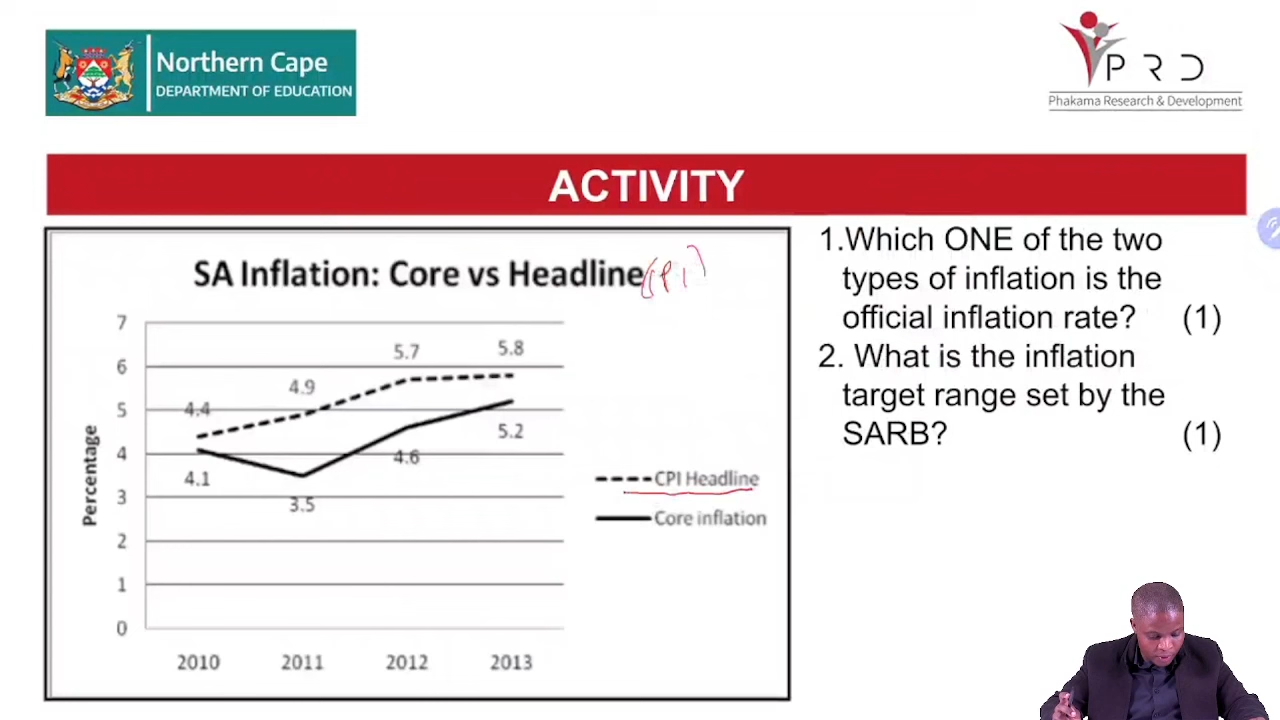 Northern Cape
DEPARTMENT OF EDUCATION
P R D
Phakama Research & Development
ACTIVITY
SA Inflation: Core vs Headline (CPI)
7
6
5
4
3
2
1
0
Percentage
4.4
4.9
5.7
5.8
4.1
3.5
4.6
5.2
2010
2011
2012
2013
CPI Headline
Core inflation
1.Which ONE of the two
types of inflation is the
official inflation rate? (1)
2. What is the inflation
target range set by the
SARB? (1)